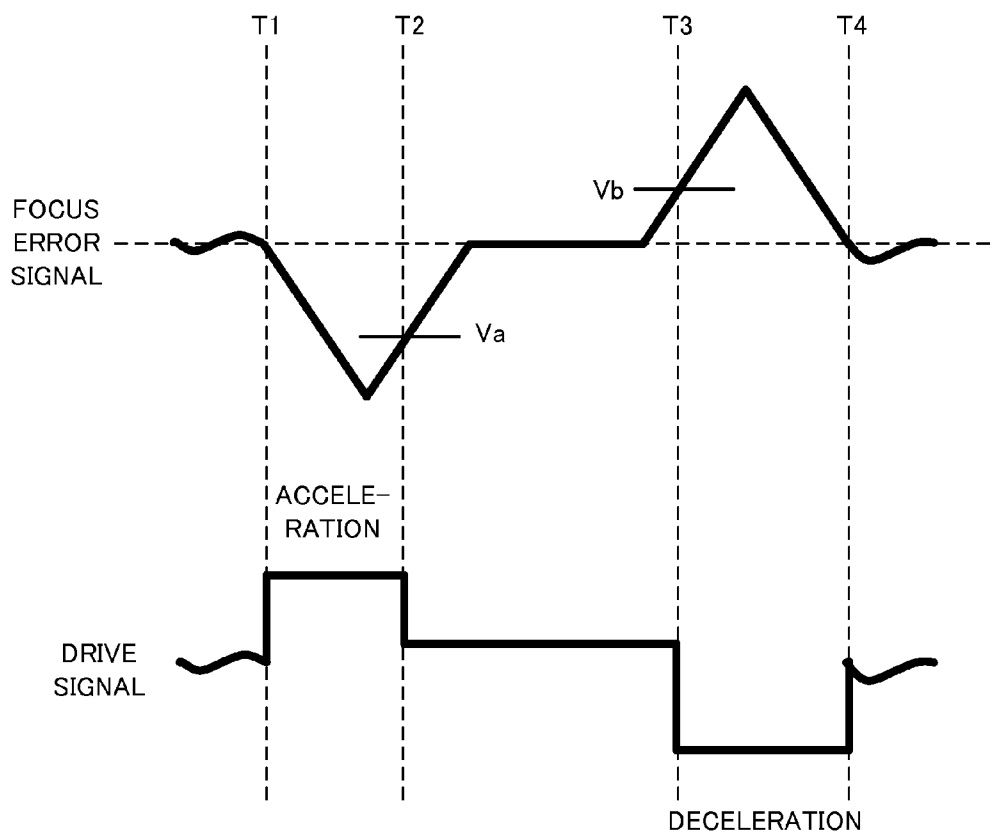 T1
T2
T3
T4
Vb
FOCUS
ERROR
SIGNAL
Va
ACCELE-
RATION
DRIVE
SIGNAL
DECELERATION